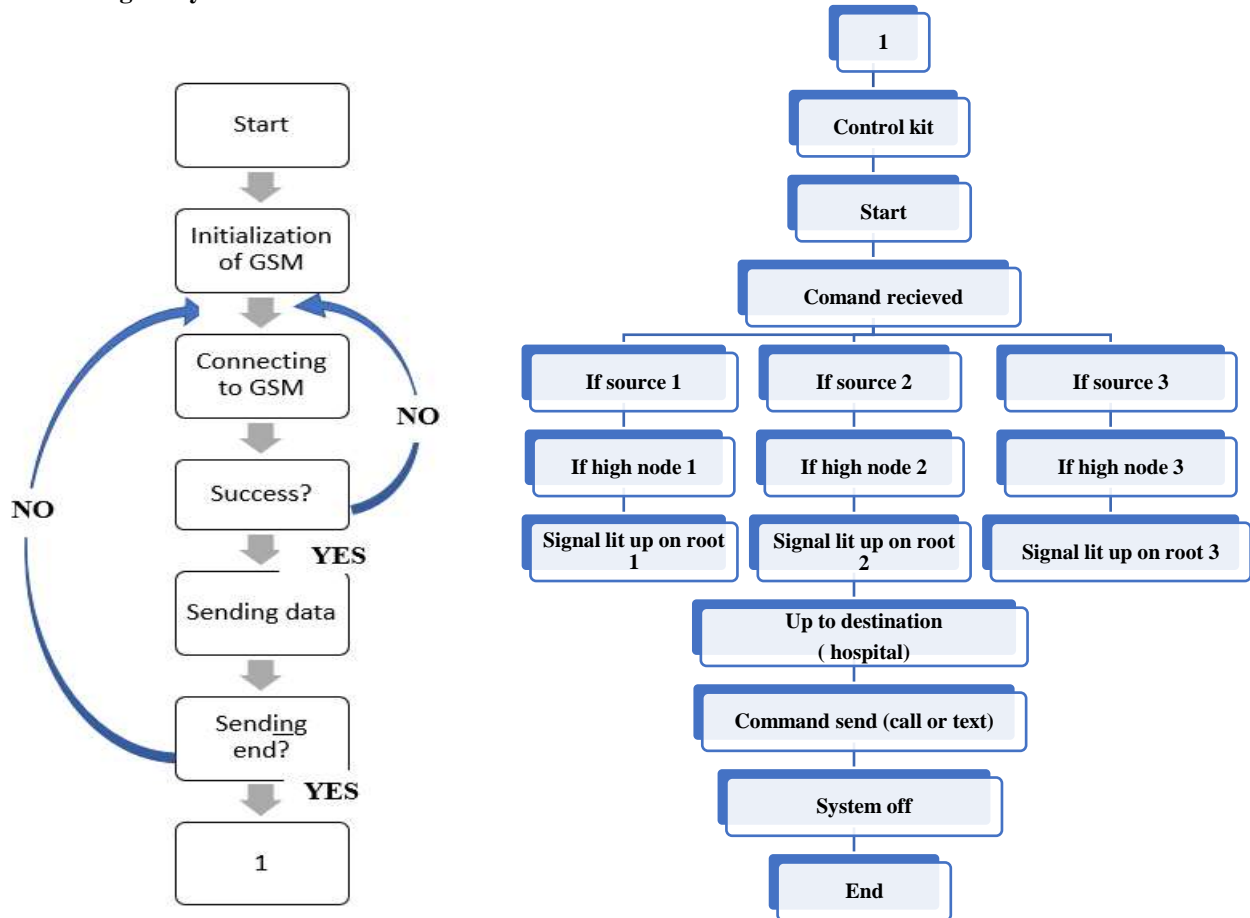 Start
Initialization
of GSM
Connecting
to GSM
NO
Success?
NO
YES
Sending data
Sending
end?
YES
1
1
Control kit
Start
Comand recieved
If source 1
If source 2
If source 3
If high node 1
If high node 2
If high node 3
Signal lit up on root
1
Signal lit up on root
2
Signal lit up on root 3
Up to destination
( hospital)
Command send (call or text)
System off
End